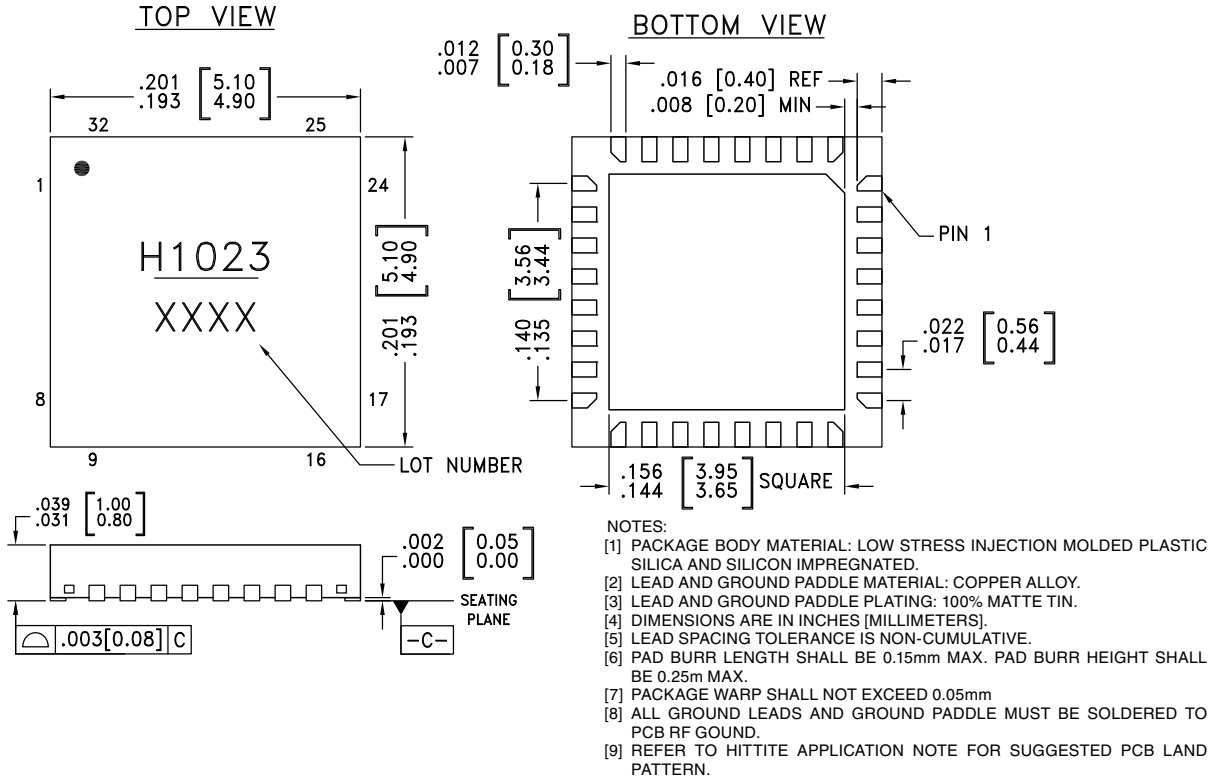 TOP VIEW
.201 [5.10]
.193 [4.90]
32 25
1 24
H1023
XXXX
[5.10]
[4.90]
.201
.193
8 17
9 16
LOT NUMBER
.039 [1.00]
.031 [0.80]
.002 [0.05]
.000 [0.00]
SEATING
PLANE
.003[0.08] C
-C-
BOTTOM VIEW
.012 [0.30]
.007 [0.18]
.016 [0.40] REF
.008 [0.20] MIN
PIN 1
[3.56]
[3.44]
.140
.135
.022 [0.56]
.017 [0.44]
.156 [3.95]
.144 [3.65] SQUARE
NOTES:
[1] PACKAGE BODY MATERIAL: LOW STRESS INJECTION MOLDED PLASTIC
SILICA AND SILICON IMPREGNATED.
[2] LEAD AND GROUND PADDLE MATERIAL: COPPER ALLOY.
[3] LEAD AND GROUND PADDLE PLATING: 100% MATTE TIN.
[4] DIMENSIONS ARE IN INCHES [MILLIMETERS].
[5] LEAD SPACING TOLERANCE IS NON-CUMULATIVE.
[6] PAD BURR LENGTH SHALL BE 0.15mm MAX. PAD BURR HEIGHT SHALL
BE 0.25m MAX.
[7] PACKAGE WARP SHALL NOT EXCEED 0.05mm
[8] ALL GROUND LEADS AND GROUND PADDLE MUST BE SOLDERED TO
PCB RF GOUND.
[9] REFER TO HITTITE APPLICATION NOTE FOR SUGGESTED PCB LAND
PATTERN.